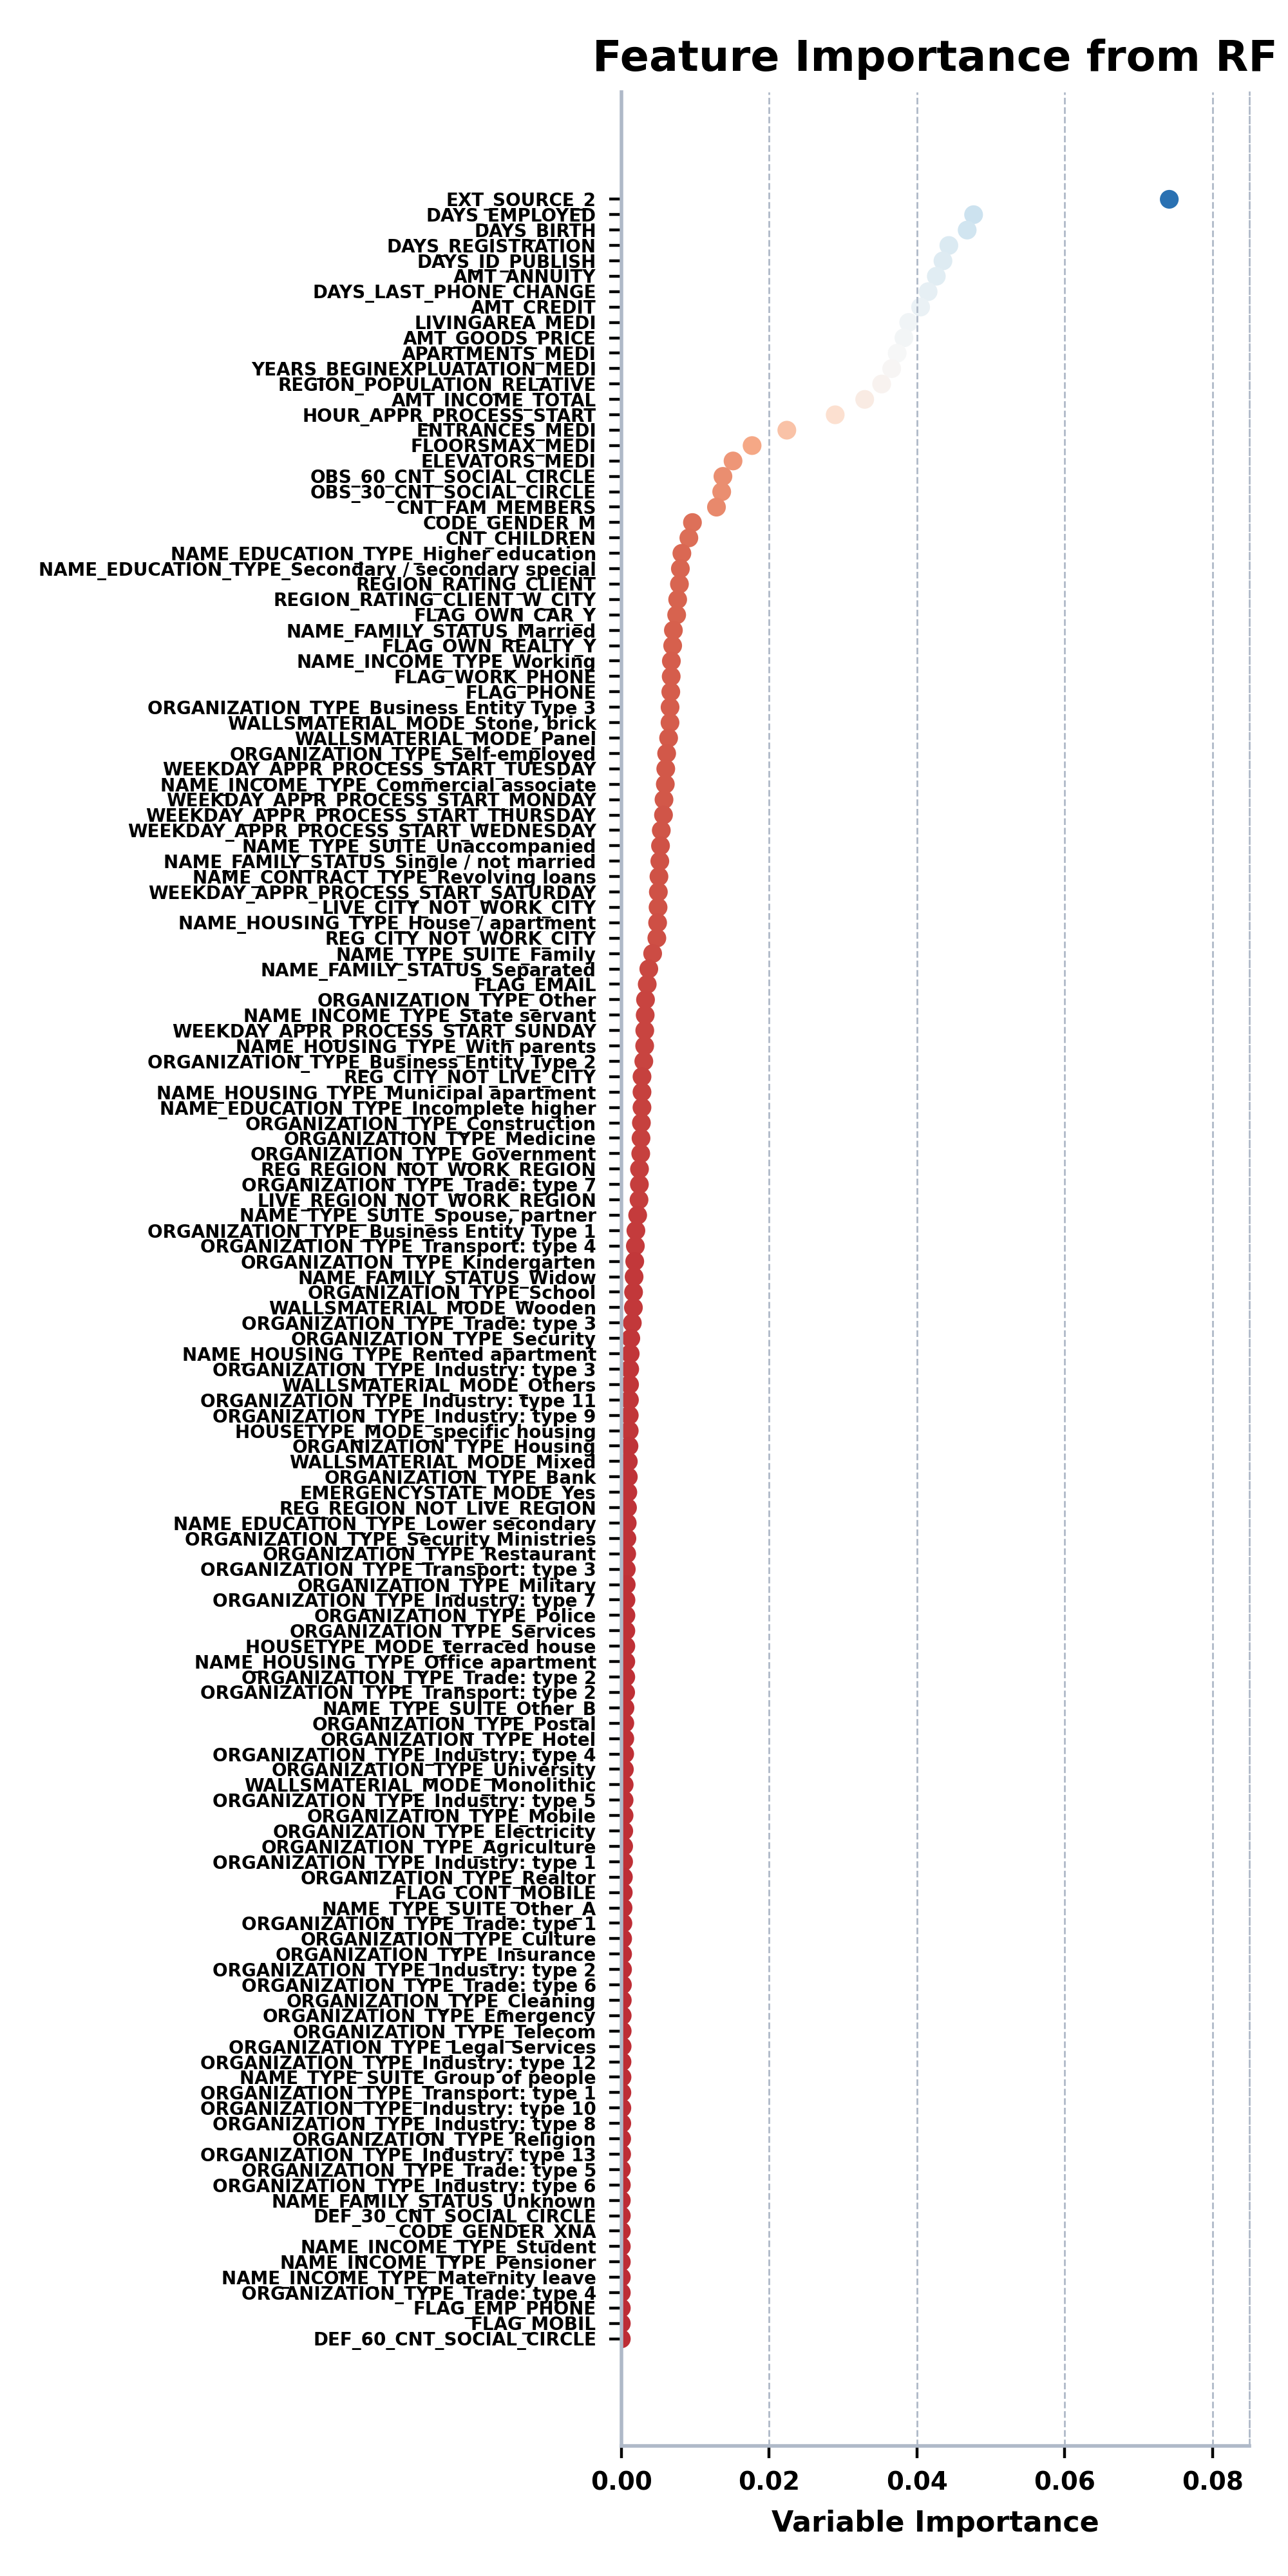 Feature Importance from RF
EXT_SOURCE_2
DAYS_EMPLOYED
DAYS_BIRTH
DAYS_REGISTRATION
DAYS_ID_PUBLISH
AMT_ANNUITY
DAYS_LAST_PHONE_CHANGE
AMT_CREDIT
LIVINGAREA_MEDI
AMT_GOODS_PRICE
APARTMENTS_MEDI
YEARS_BEGINEXPLUATATION_MEDI
REGION_POPULATION_RELATIVE
AMT_INCOME_TOTAL
HOUR_APPR_PROCESS_START
ENTRANCES_MEDI
FLOORSMAX_MEDI
ELEVATORS_MEDI
OBS_60_CNT_SOCIAL_CIRCLE
OBS_30_CNT_SOCIAL_CIRCLE
CNT_FAM_MEMBERS
CODE_GENDER_M
CNT_CHILDREN
NAME_EDUCATION_TYPE_Higher education
NAME_EDUCATION_TYPE_Secondary / secondary special
REGION_RATING_CLIENT
REGION_RATING_CLIENT_W_CITY
FLAG_OWN_CAR_Y
NAME_FAMILY_STATUS_Married
FLAG_OWN_REALTY_Y
NAME_INCOME_TYPE_Working
FLAG_WORK_PHONE
FLAG_PHONE
ORGANIZATION_TYPE_Business Entity Type 3
WALLSMATERIAL_MODE_Stone, brick
WALLSMATERIAL_MODE_Panel
ORGANIZATION_TYPE_Self-employed
WEEKDAY_APPR_PROCESS_START_TUESDAY
NAME_INCOME_TYPE_Commercial associate
WEEKDAY_APPR_PROCESS_START_MONDAY
WEEKDAY_APPR_PROCESS_START_THURSDAY
WEEKDAY_APPR_PROCESS_START_WEDNESDAY
NAME_TYPE_SUITE_Unaccompanied
NAME_FAMILY_STATUS_Single / not married
NAME_CONTRACT_TYPE_Revolving loans
WEEKDAY_APPR_PROCESS_START_SATURDAY
LIVE_CITY_NOT_WORK_CITY
NAME_HOUSING_TYPE_House / apartment
REG_CITY_NOT_WORK_CITY
NAME_TYPE_SUITE_Family
NAME_FAMILY_STATUS_Separated
FLAG_EMAIL
ORGANIZATION_TYPE_Other
NAME_INCOME_TYPE_State servant
WEEKDAY_APPR_PROCESS_START_SUNDAY
NAME_HOUSING_TYPE_With parents
ORGANIZATION_TYPE_Business Entity Type 2
REG_CITY_NOT_LIVE_CITY
NAME_HOUSING_TYPE_Municipal apartment
NAME_EDUCATION_TYPE_Incomplete higher
ORGANIZATION_TYPE_Construction
ORGANIZATION_TYPE_Medicine
ORGANIZATION_TYPE_Government
REG_REGION_NOT_WORK_REGION
ORGANIZATION_TYPE_Trade: type 7
LIVE_REGION_NOT_WORK_REGION
NAME_TYPE_SUITE_Spouse, partner
ORGANIZATION_TYPE_Business Entity Type 1
ORGANIZATION_TYPE_Transport: type 4
ORGANIZATION_TYPE_Kindergarten
NAME_FAMILY_STATUS_Widow
ORGANIZATION_TYPE_School
WALLSMATERIAL_MODE_Wooden
ORGANIZATION_TYPE_Trade: type 3
ORGANIZATION_TYPE_Security
NAME_HOUSING_TYPE_Rented apartment
ORGANIZATION_TYPE_Industry: type 3
WALLSMATERIAL_MODE_Others
ORGANIZATION_TYPE_Industry: type 11
ORGANIZATION_TYPE_Industry: type 9
HOUSETYPE_MODE_specific housing
ORGANIZATION_TYPE_Housing
WALLSMATERIAL_MODE_Mixed
ORGANIZATION_TYPE_Bank
EMERGENCYSTATE_MODE_Yes
REG_REGION_NOT_LIVE_REGION
NAME_EDUCATION_TYPE_Lower secondary
ORGANIZATION_TYPE_Security Ministries
ORGANIZATION_TYPE_Restaurant
ORGANIZATION_TYPE_Transport: type 3
ORGANIZATION_TYPE_Military
ORGANIZATION_TYPE_Industry: type 7
ORGANIZATION_TYPE_Police
ORGANIZATION_TYPE_Services
HOUSETYPE_MODE_terraced house
NAME_HOUSING_TYPE_Office apartment
ORGANIZATION_TYPE_Trade: type 2
ORGANIZATION_TYPE_Transport: type 2
NAME_TYPE_SUITE_Other_B
ORGANIZATION_TYPE_Postal
ORGANIZATION_TYPE_Hotel
ORGANIZATION_TYPE_Industry: type 4
ORGANIZATION_TYPE_University
WALLSMATERIAL_MODE_Monolithic
ORGANIZATION_TYPE_Industry: type 5
ORGANIZATION_TYPE_Mobile
ORGANIZATION_TYPE_Electricity
ORGANIZATION_TYPE_Agriculture
ORGANIZATION_TYPE_Industry: type 1
ORGANIZATION_TYPE_Realtor
FLAG_CONT_MOBILE
NAME_TYPE_SUITE_Other_A
ORGANIZATION_TYPE_Trade: type 1
ORGANIZATION_TYPE_Culture
ORGANIZATION_TYPE_Insurance
ORGANIZATION_TYPE_Industry: type 2
ORGANIZATION_TYPE_Trade: type 6
ORGANIZATION_TYPE_Cleaning
ORGANIZATION_TYPE_Emergency
ORGANIZATION_TYPE_Telecom
ORGANIZATION_TYPE_Legal Services
ORGANIZATION_TYPE_Industry: type 12
NAME_TYPE_SUITE_Group of people
ORGANIZATION_TYPE_Transport: type 1
ORGANIZATION_TYPE_Industry: type 10
ORGANIZATION_TYPE_Industry: type 8
ORGANIZATION_TYPE_Religion
ORGANIZATION_TYPE_Industry: type 13
ORGANIZATION_TYPE_Trade: type 5
ORGANIZATION_TYPE_Industry: type 6
NAME_FAMILY_STATUS_Unknown
DEF_30_CNT_SOCIAL_CIRCLE
CODE_GENDER_XNA
NAME_INCOME_TYPE_Student
NAME_INCOME_TYPE_Pensioner
NAME_INCOME_TYPE_Maternity leave
ORGANIZATION_TYPE_Trade: type 4
FLAG_EMP_PHONE
FLAG_MOBIL
DEF_60_CNT_SOCIAL_CIRCLE
0.00 0.02 0.04 0.06 0.08
Variable Importance